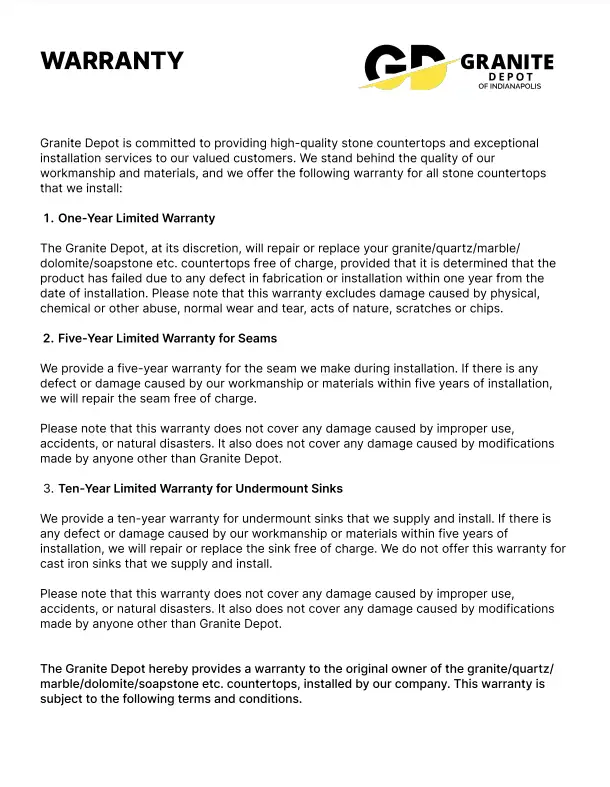 WARRANTY
GD GRANITE
DEPOT
OF INDIANAPOLIS
Granite Depot is committed to providing high-quality stone countertops and exceptional
installation services to our valued customers. We stand behind the quality of our
workmanship and materials, and we offer the following warranty for all stone countertops
that we install:
1. One-Year Limited Warranty
The Granite Depot, at its discretion, will repair or replace your granite/quartz/marble/
dolomite/soapstone etc. countertops free of charge, provided that it is determined that the
product has failed due to any defect in fabrication or installation within one year from the
date of installation. Please note that this warranty excludes damage caused by physical,
chemical or other abuse, normal wear and tear, acts of nature, scratches or chips.
2. Five-Year Limited Warranty for Seams
We provide a five-year warranty for the seam we make during installation. If there is any
defect or damage caused by our workmanship or materials within five years of installation,
we will repair the seam free of charge.
Please note that this warranty does not cover any damage caused by improper use,
accidents, or natural disasters. It also does not cover any damage caused by modifications
made by anyone other than Granite Depot.
3. Ten-Year Limited Warranty for Undermount Sinks
We provide a ten-year warranty for undermount sinks that we supply and install. If there is
any defect or damage caused by our workmanship or materials within five years of
installation, we will repair or replace the sink free of charge. We do not offer this warranty for
cast iron sinks that we supply and install.
Please note that this warranty does not cover any damage caused by improper use,
accidents, or natural disasters. It also does not cover any damage caused by modifications
made by anyone other than Granite Depot.
The Granite Depot hereby provides a warranty to the original owner of the granite/quartz/
marble/dolomite/soapstone etc. countertops, installed by our company. This warranty is
subject to the following terms and conditions.